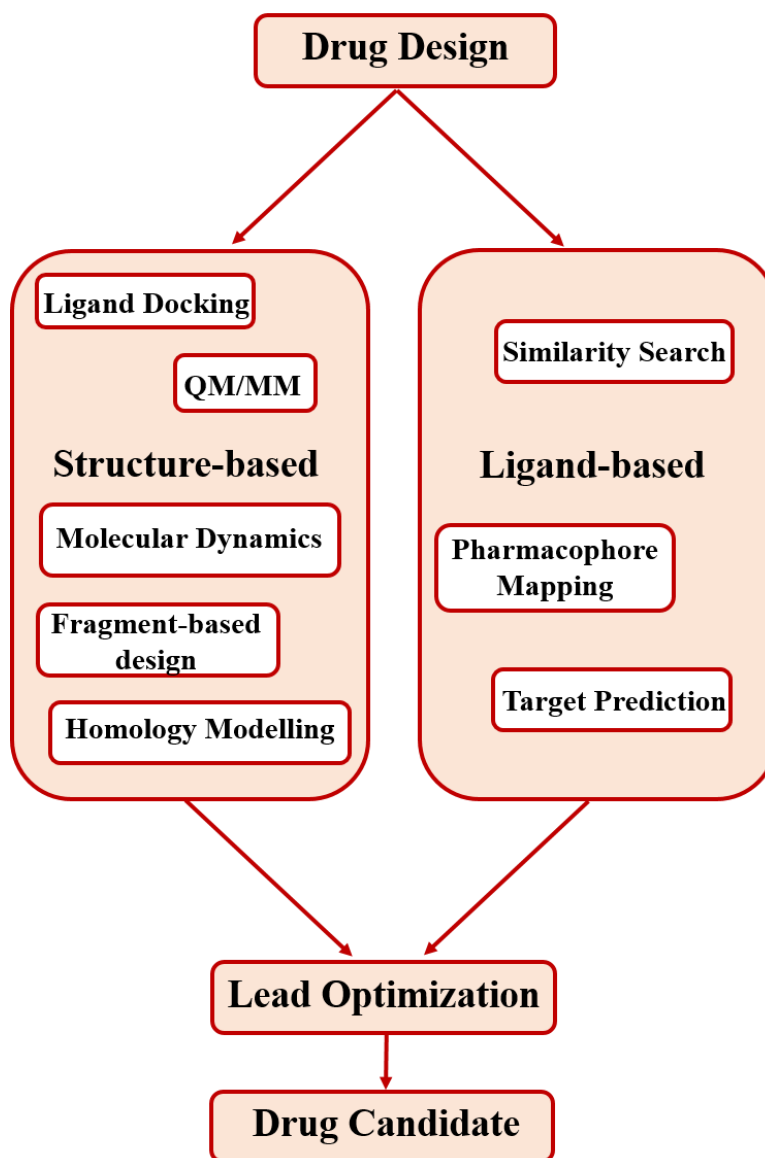 Drug Design
Ligand Docking
QM/MM
Structure-based
Molecular Dynamics
Fragment-based
design
Homology Modelling
Similarity Search
Ligand-based
Pharmacophore
Mapping
Target Prediction
Lead Optimization
Drug Candidate